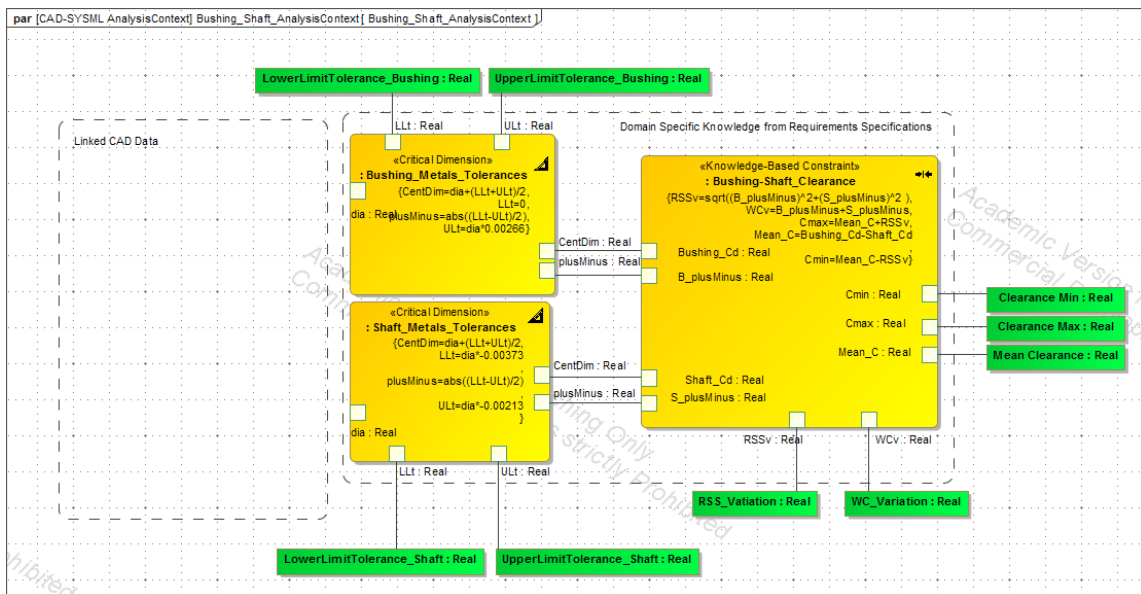 par [CAD-SYSML AnalysisContext] Bushing_Shaft_AnalysisContext [ Bushing_Shaft_AnalysisContext ]
LowerLimitTolerance_Bushing : Real
UpperLimitTolerance_Bushing : Real
LLt : Real
ULt : Real
Domain Specific Knowledge from Requirements Specifications
Linked CAD Data
«Critical Dimension»
: Bushing_Metals_Tolerances
{CentDim=dia+(LLt+ULt)/2,
LLt=0,
plusMinus=abs((LLt-ULt)/2),
ULt=dia*0.00266}
dia : Real
CentDim : Real
plusMinus : Real
«Knowledge-Based Constraint»
: Bushing-Shaft_Clearance
{RSSv=sqrt((B_plusMinus)^2+(S_plusMinus)^2 ),
WCv=B_plusMinus+S_plusMinus,
Cmax=Mean_C+RSSv,
Mean_C=Bushing_Cd-Shaft_Cd
,
Cmin=Mean_C-RSSv}
Bushing_Cd : Real
B_plusMinus : Real
Cmin : Real
Cmax : Real
Mean_C : Real
Shaft_Cd : Real
S_plusMinus : Real
Clearance Min : Real
Clearance Max : Real
Mean Clearance : Real
«Critical Dimension»
: Shaft_Metals_Tolerances
{CentDim=dia+(LLt+ULt)/2,
LLt=dia*-0.00373
,
plusMinus=abs((LLt-ULt)/2)
,
ULt=dia*-0.00213
}
dia : Real
CentDim : Real
plusMinus : Real
LLt : Real
ULt : Real
RSSv : Real
WCv : Real
RSS_Vatiation : Real
WC_Variation : Real
LowerLimitTolerance_Shaft : Real
UpperLimitTolerance_Shaft : Real
Academic Version
Commercial
Only
is strictly Prohibited